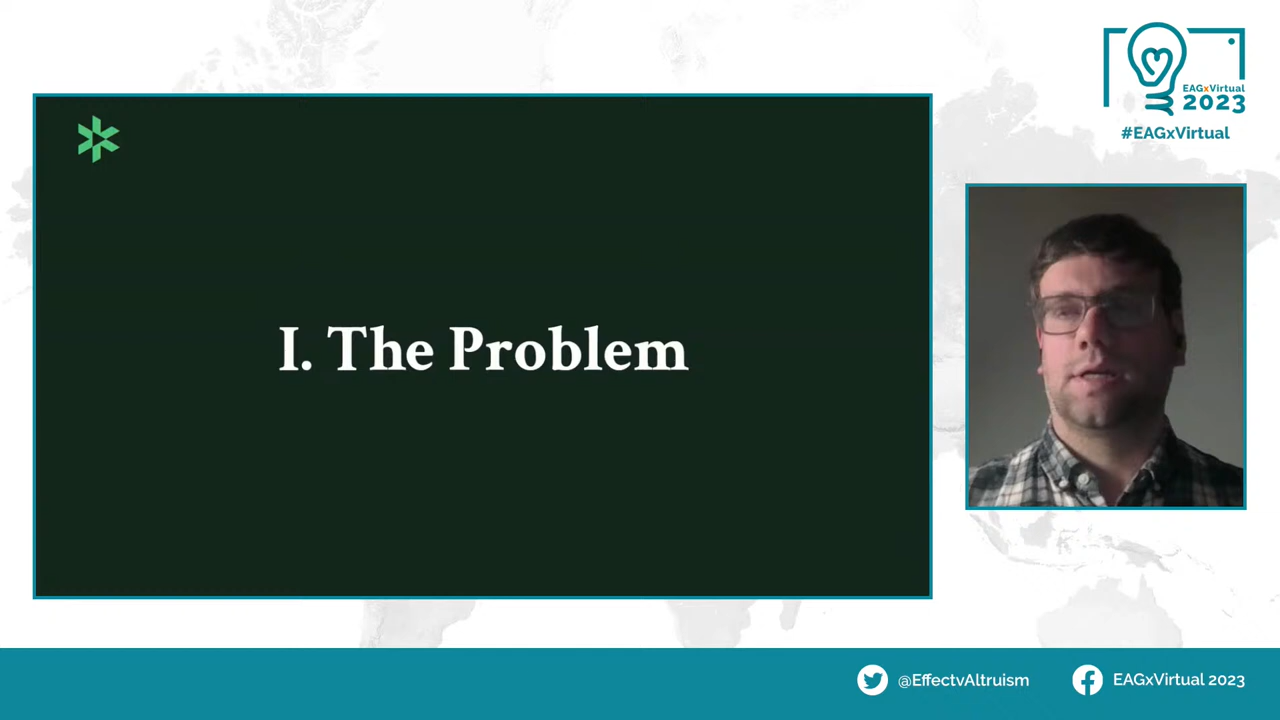 EAGxVirtual
2023
#EAGxVirtual
I. The Problem
@EffectvAltruism
EAGxVirtual 2023